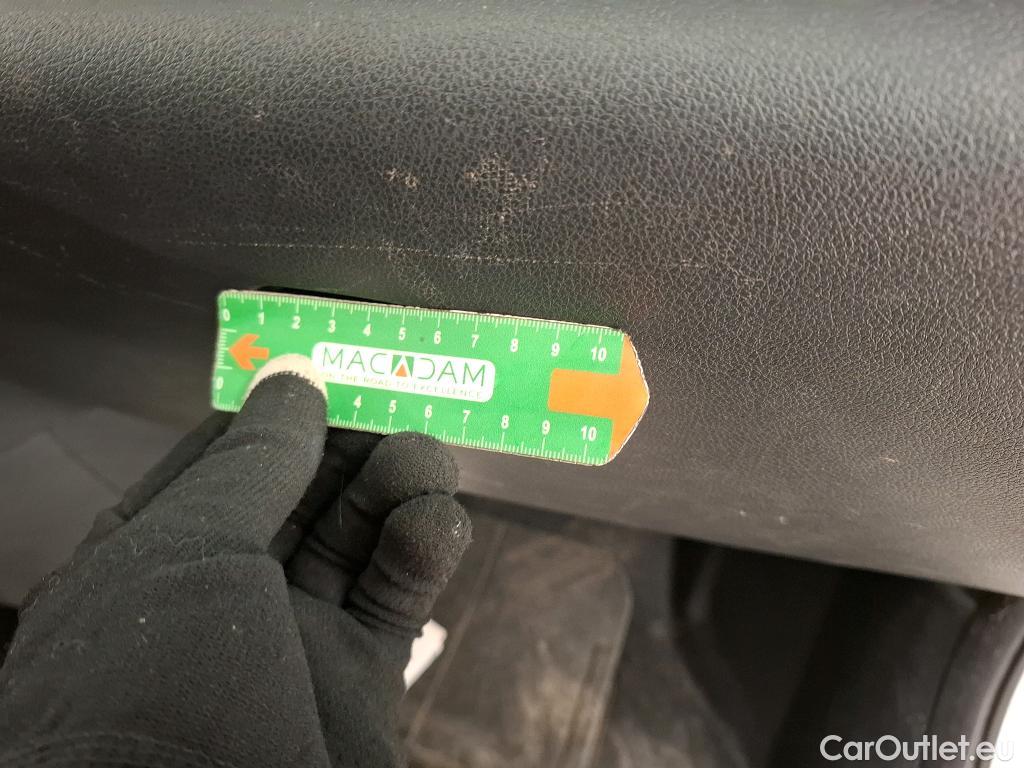 0 1 2 3 4 5 6 7 8 9 10
MACADAM
ON THE ROAD TO EXCELLENCE
0 4 5 6 7 8 9 10
CarOutlet.eu